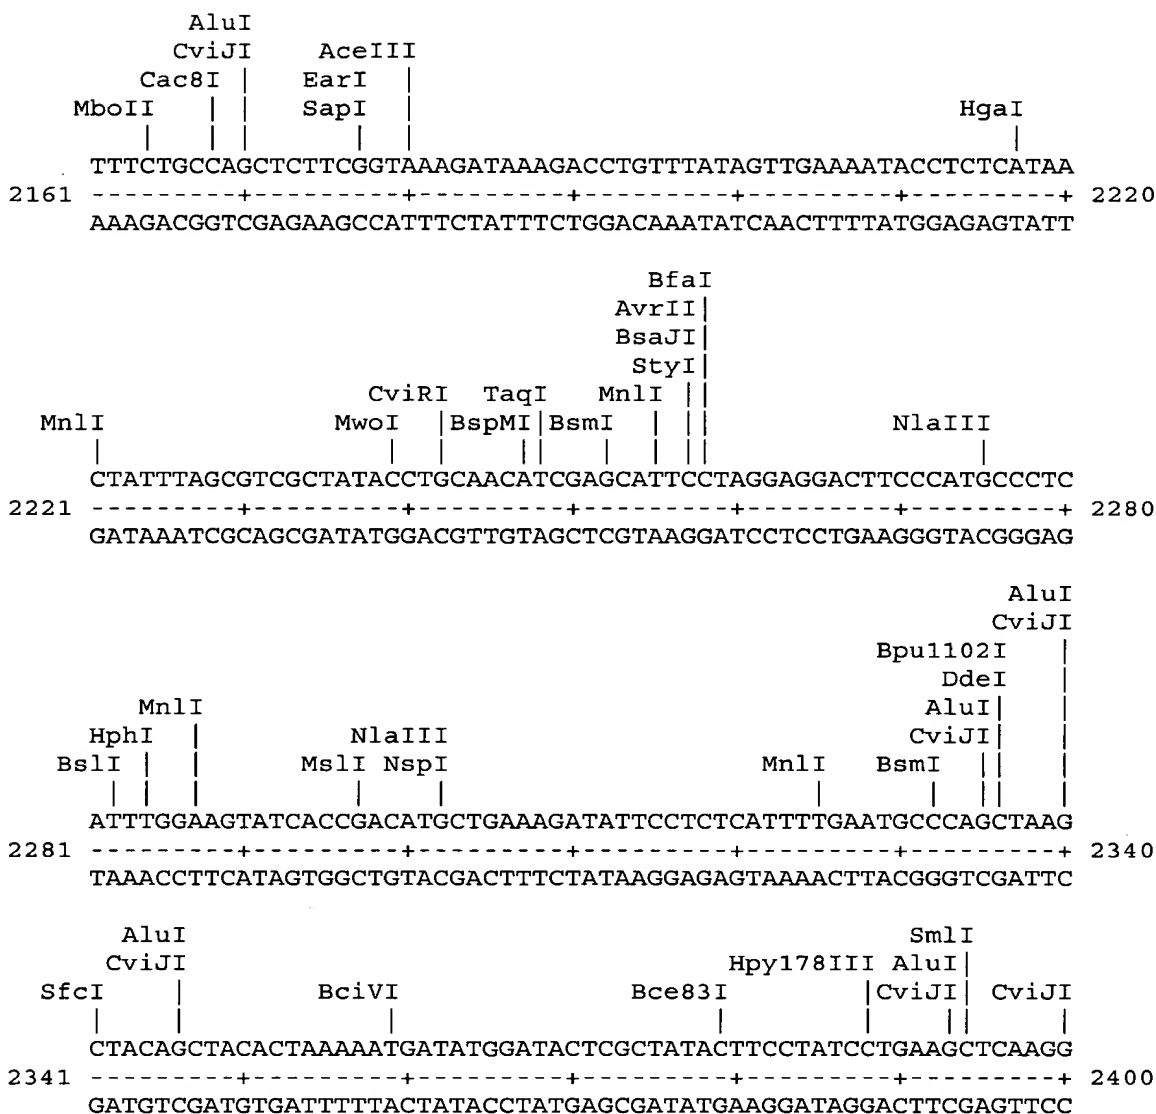 AluI
CviJI AceIII
Cac8I EarI
MboII SapI HgaI
TTTCTGCCAGCTCTTCGGTAAAGATAAAGACCTGTTTATAGTTGAAAATACCTCTCATAA
2161 ---------+---------+---------+---------+---------+---------+ 2220
AAAGACGGTCGAGAAGCCATTTCTATTTCTGGACAAATATCAACTTTTATGGAGAGTATT
BfaI
AvrII
BsaJI
StyI
CviRI TaqI MnlI
MnlI MwoI BspMI BsmI NlaIII
CTATTTAGCGTCGCTATACCTGCAACATCGAGCATTCCTAGGAGGACTTCCCATGCCCTC
2221 ---------+---------+---------+---------+---------+---------+ 2280
GATAAATCGCAGCGATATGGACGTTGTAGCTCGTAAGGATCCTCCTGAAGGGTACGGGAG
AluI
CviJI
Bpu1102I
DdeI
MnlI AluI
HphI NlaIII CviJI
BslI MslI NspI MnlI BsmI
ATTTGGAAGTATCACCGACATGCTGAAAGATATTCCTCTCATTTTGAATGCCCAGCTAAG
2281 ---------+---------+---------+---------+---------+---------+ 2340
TAAACCTTCATAGTGGCTGTACGACTTTCTATAAGGAGAGTAAAACTTACGGGTCGATTC
AluI SmlI
CviJI Hpy178III AluI
SfcI BciVI Bce83I CviJI CviJI
CTACAGCTACACTAAAAATGATATGGATACTCGCTATACTTCCTATCCTGAAGCTCAAGG
2341 ---------+---------+---------+---------+---------+---------+ 2400
GATGTCGATGTGATTTTTACTATACCTATGAGCGATATGAAGGATAGGACTTCGAGTTCC